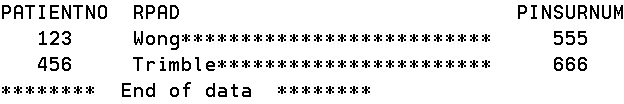 PATIENTNO  RPAD                            PINSURNUM
   123     Wong**************************     555
   456     Trimble***********************     666
********  End of data  ********